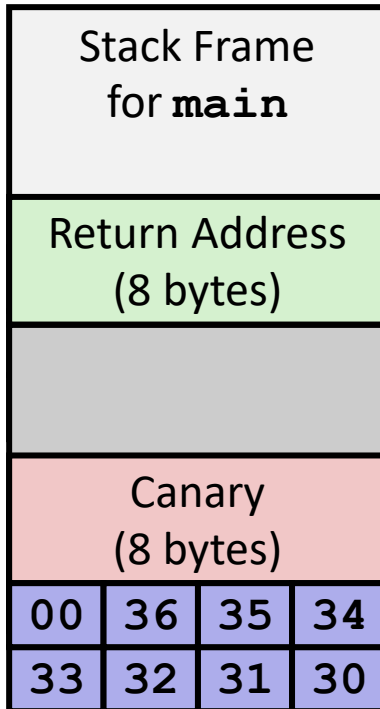 Stack Frame
for main
Return Address
(8 bytes)
Canary
(8 bytes)
00 36 35 34
33 32 31 30